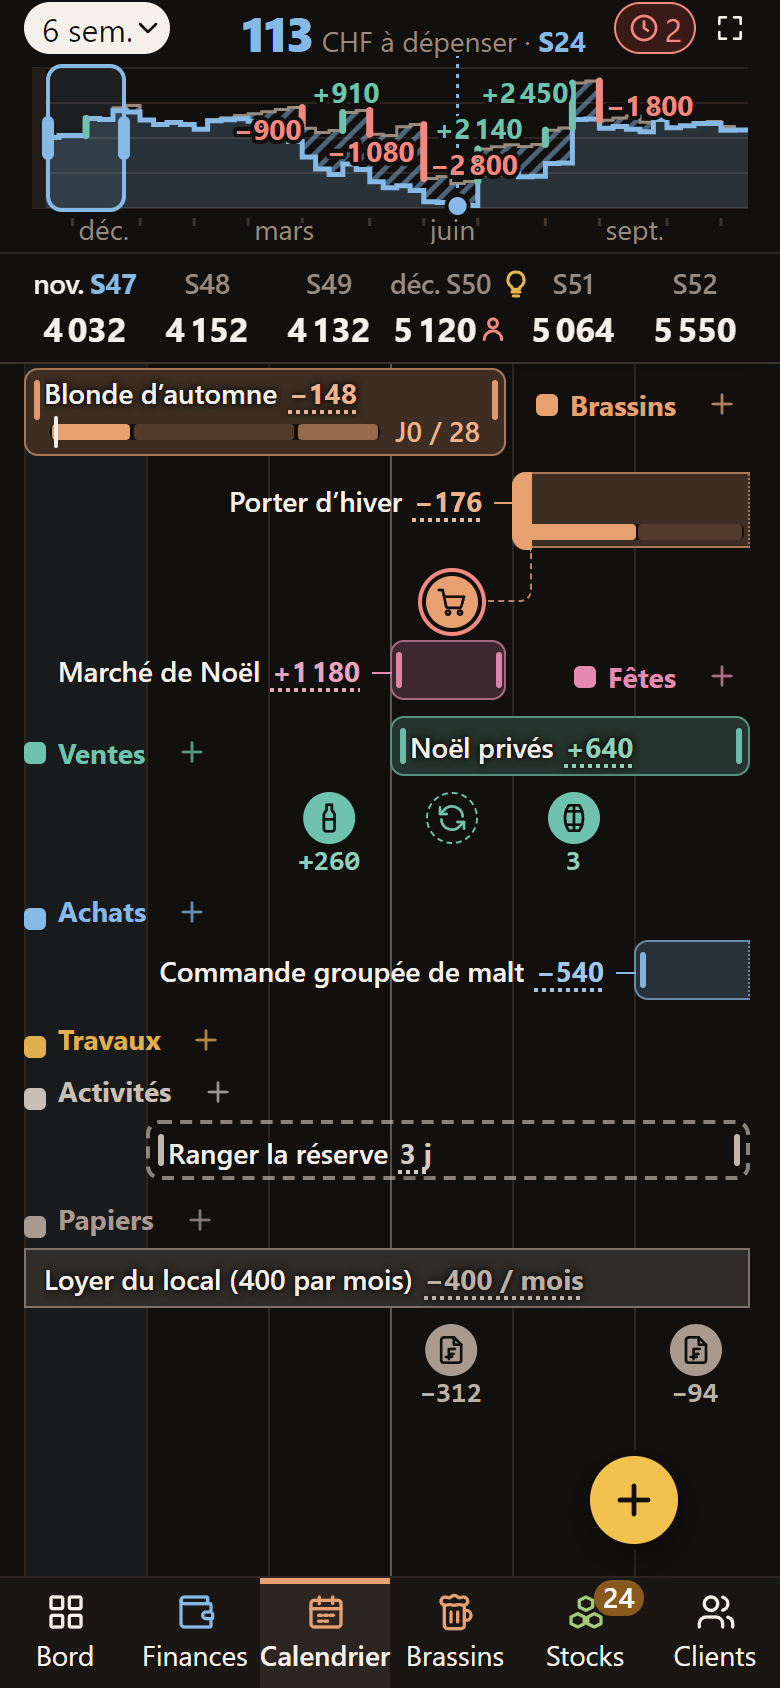 6 sem.
113 CHF à dépenser · S24
2
+910
+2 450
−1 800
−900
+2 140
−1 080
−2 800
déc.
mars
juin
sept.
nov. S47
S48
S49
déc. S50
S51
S52
4 032
4 152
4 132
5 120
5 064
5 550
Blonde d’automne −148
J0 / 28
Brassins +
Porter d’hiver −176
Marché de Noël +1 180
Fêtes +
Ventes +
Noël privés +640
+260
3
Achats +
Commande groupée de malt −540
Travaux +
Activités +
Ranger la réserve 3 j
Papiers +
Loyer du local (400 par mois) −400 / mois
−312
−94
+
24
Bord
Finances
Calendrier
Brassins
Stocks
Clients